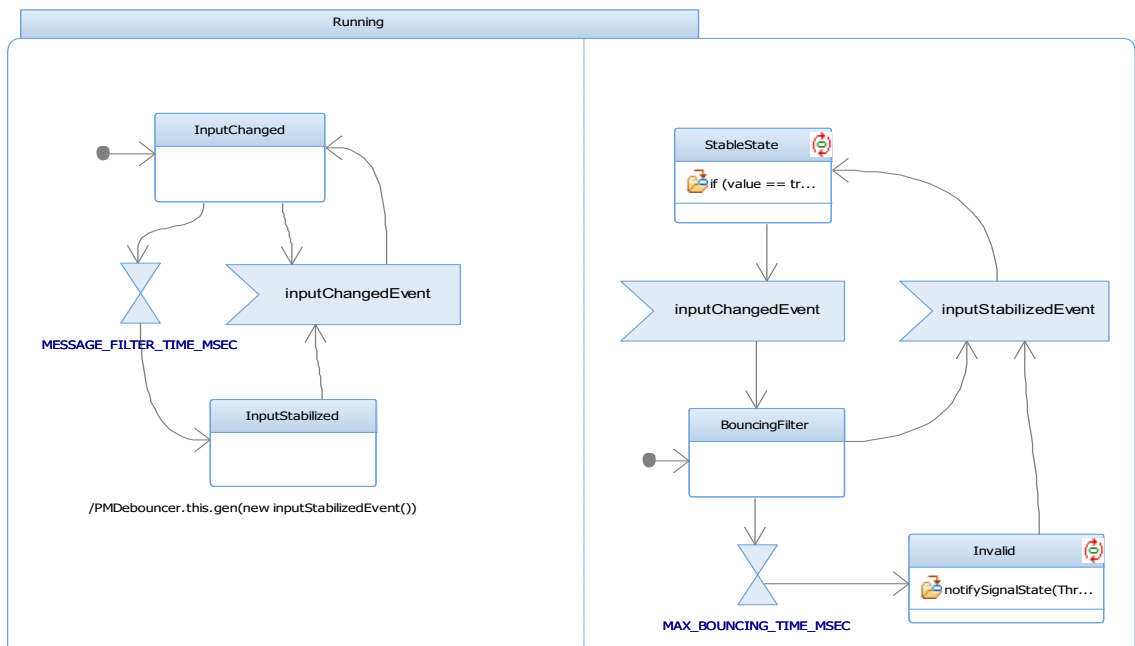 Running
InputChanged
inputChangedEvent
MESSAGE_FILTER_TIME_MSEC
InputStabilized
/PMDebouncer.this.gen(new inputStabilizedEvent())
StableState
if (value == tr...
inputChangedEvent
inputStabilizedEvent
BouncingFilter
Invalid
notifySignalState(Thr...
MAX_BOUNCING_TIME_MSEC